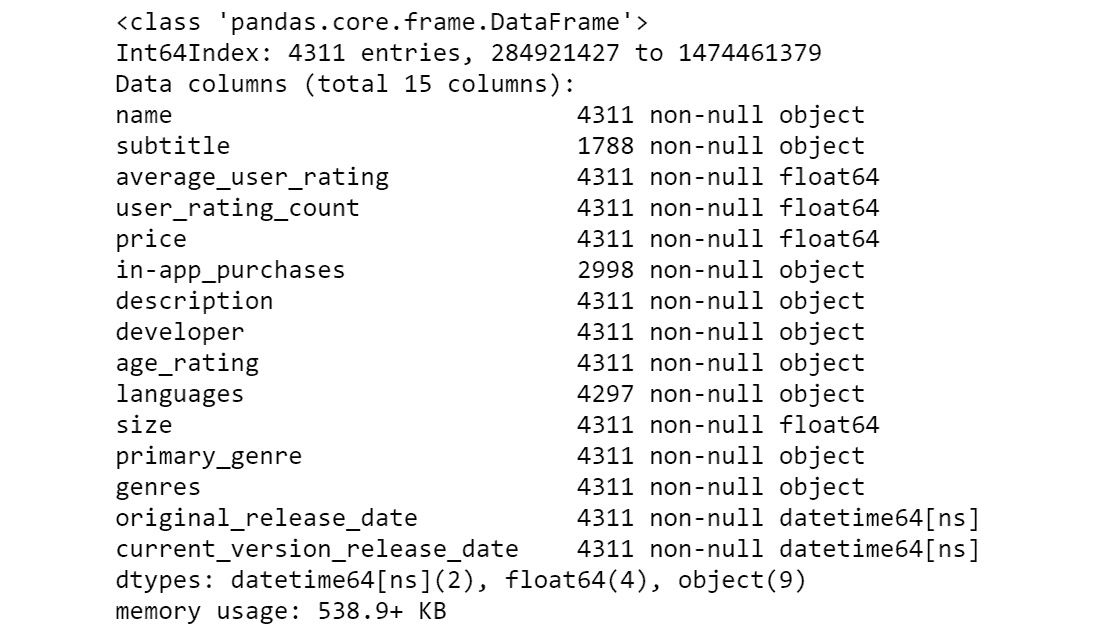 <class 'pandas.core.frame.DataFrame'>
Int64Index: 4311 entries, 284921427 to 1474461379
Data columns (total 15 columns):
name                            4311 non-null object
subtitle                        1788 non-null object
average_user_rating             4311 non-null float64
user_rating_count               4311 non-null float64
price                           4311 non-null float64
in-app_purchases                2998 non-null object
description                     4311 non-null object
developer                       4311 non-null object
age_rating                      4311 non-null object
languages                       4297 non-null object
size                            4311 non-null float64
primary_genre                   4311 non-null object
genres                          4311 non-null object
original_release_date           4311 non-null datetime64[ns]
current_version_release_date    4311 non-null datetime64[ns]
dtypes: datetime64[ns](2), float64(4), object(9)
memory usage: 538.9+ KB